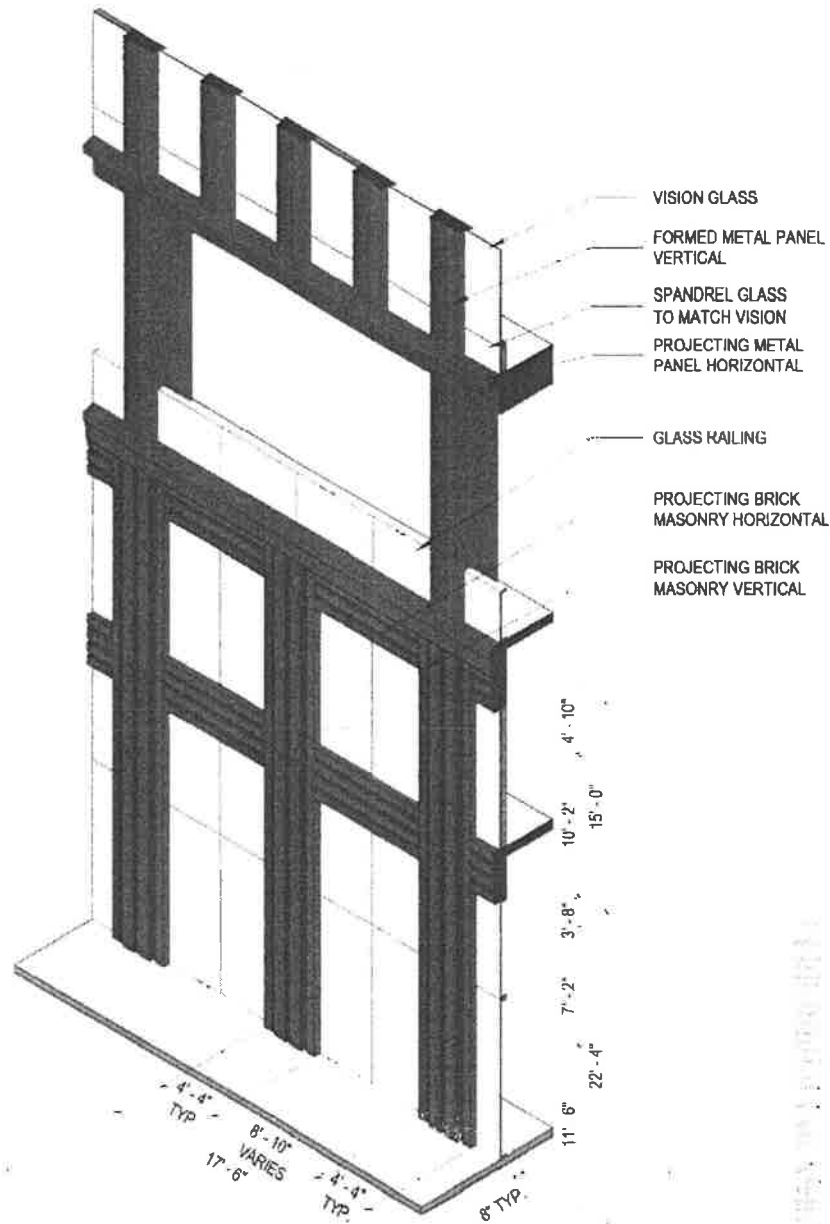 VISION GLASS
FORMED METAL PANEL
VERTICAL
SPANDREL GLASS
TO MATCH VISION
PROJECTING METAL
PANEL HORIZONTAL
GLASS RAILING
PROJECTING BRICK
MASONRY HORIZONTAL
PROJECTING BRICK
MASONRY VERTICAL
4' - 10"
10' - 2"
15' - 0"
3' - 8"
7' - 2"
22' - 4"
11' 6"
4' - 4"
TYP
8' - 10"
VARIES
17' - 6"
4' - 4"
TYP.
8" TYP.